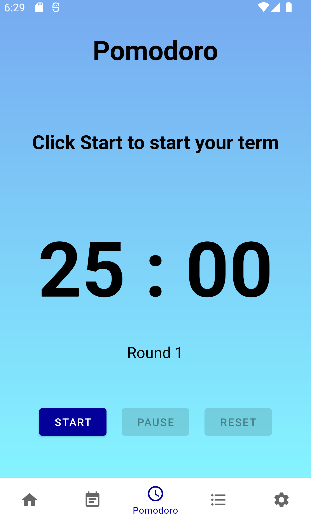 6:29
Pomodoro
Click Start to start your term
25 : 00
Round 1
START PAUSE RESET
Pomodoro